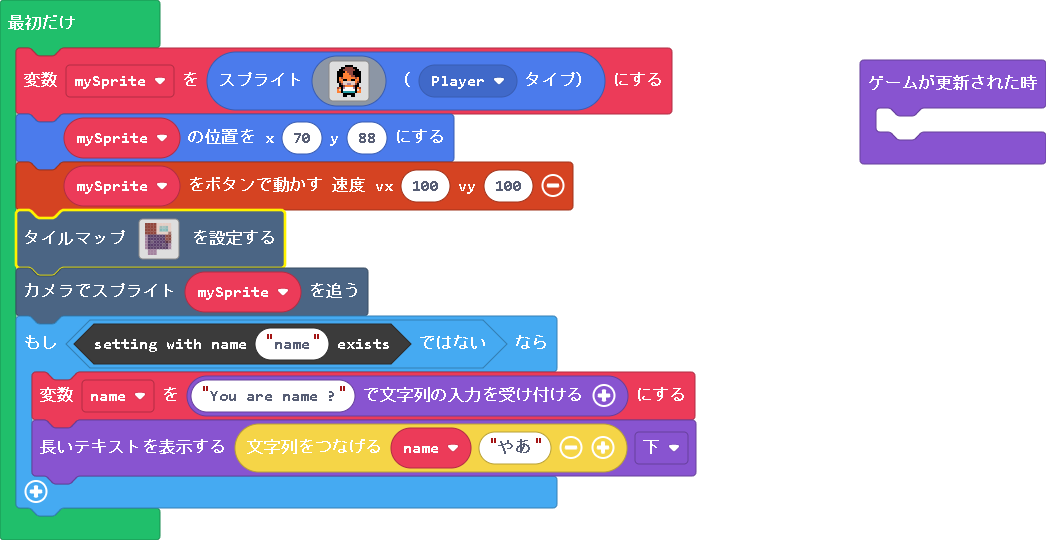 最初だけ
変数 mySprite を スプライト ( Player タイプ) にする
mySprite の位置を x 70 y 88 にする
mySprite をボタンで動かす 速度 vx 100 vy 100
タイルマップ を設定する
カメラでスプライト mySprite を追う
もし setting with name "name" exists ではない なら
変数 name を "You are name ?" で文字列の入力を受け付ける にする
長いテキストを表示する 文字列をつなげる name "やあ" 下
ゲームが更新された時